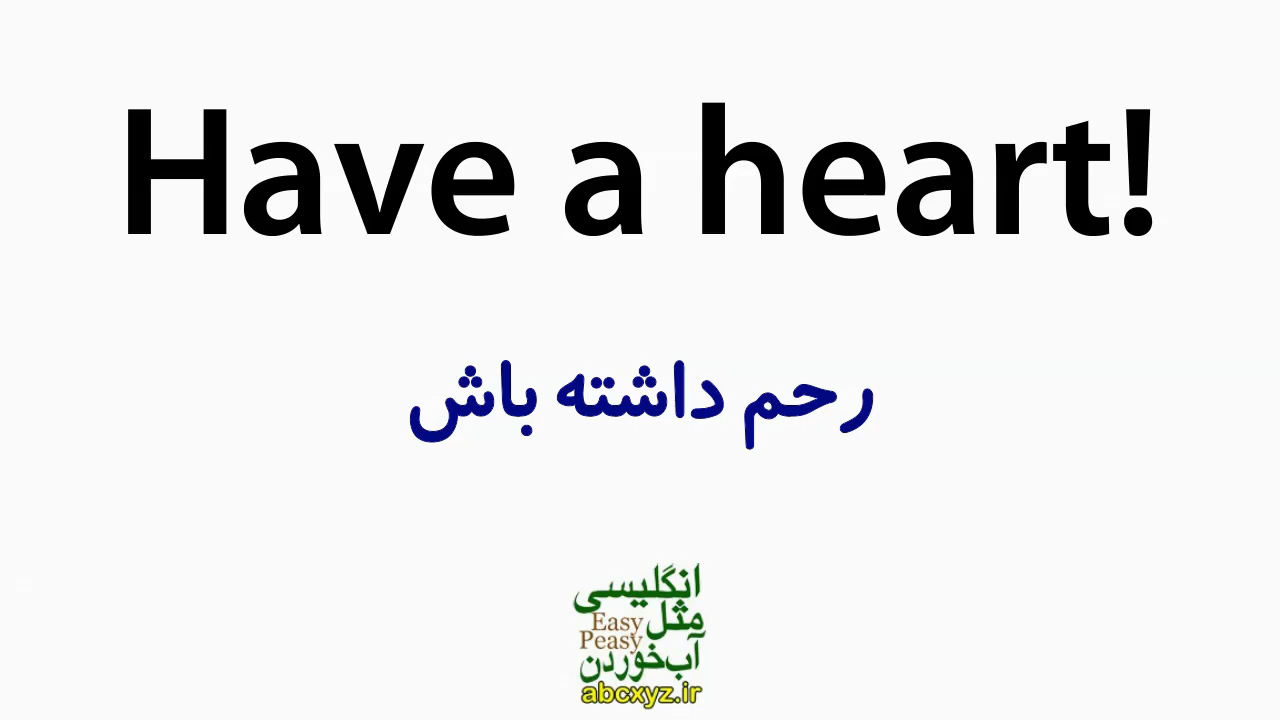 Have a heart!
رحم داشته باش
انگلیسی
مثل
Easy
Peasy
آب‌خوردن
abcxyz.ir